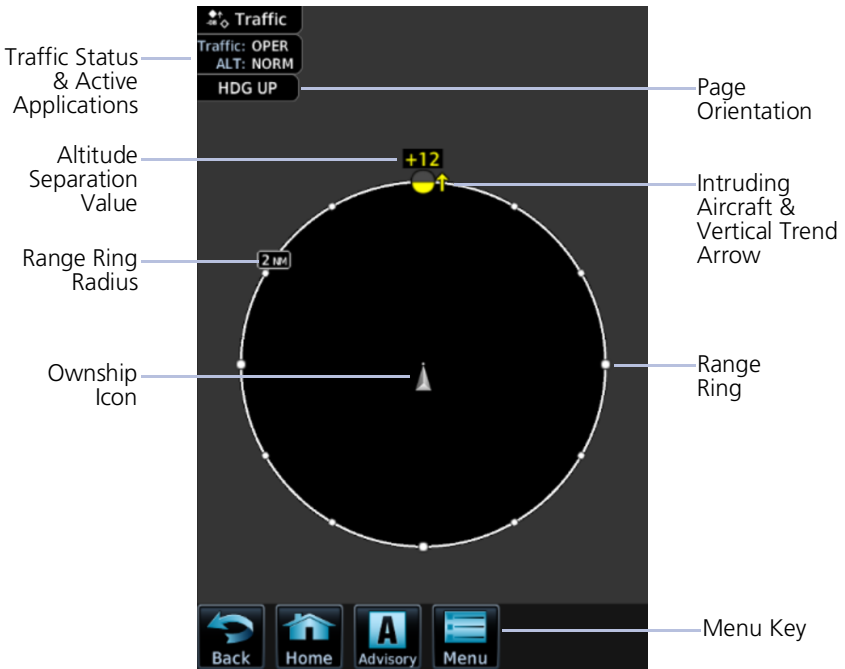 Traffic
Traffic: OPER
ALT: NORM
HDG UP
Traffic Status
& Active
Applications
Page
Orientation
Altitude
Separation
Value
+12
Intruding
Aircraft &
Vertical Trend
Arrow
Range Ring
Radius
2 NM
Ownship
Icon
Range
Ring
Back
Home
A
Advisory
Menu
Menu Key